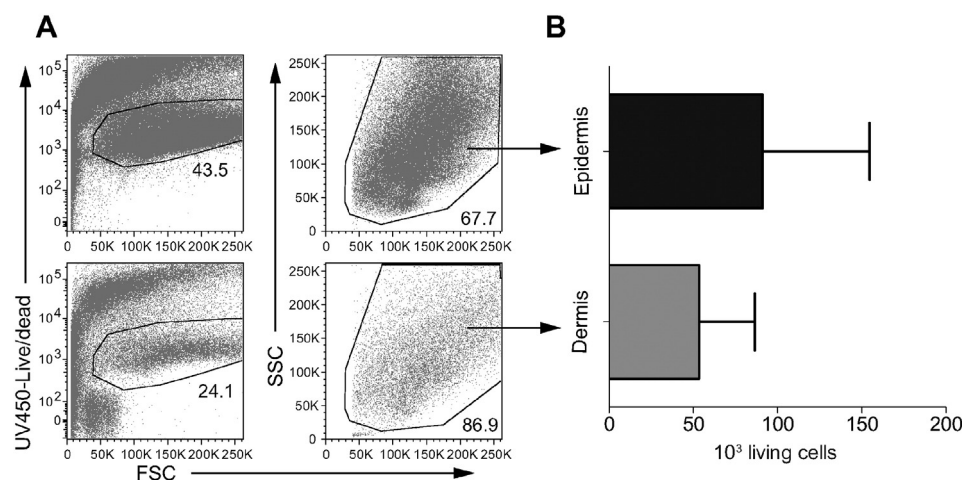 A
B
UV450-Live/dead
10⁵
10⁴
10³
10²
0
43.5
0 50K 100K 150K 200K 250K
250K
200K
150K
100K
50K
0
67.7
0 50K 100K 150K 200K 250K
10⁵
10⁴
10³
10²
0
24.1
0 50K 100K 150K 200K 250K
SSC
250K
200K
150K
100K
50K
0
86.9
0 50K 100K 150K 200K 250K
FSC
Epidermis
Dermis
0 50 100 150 200
10³ living cells